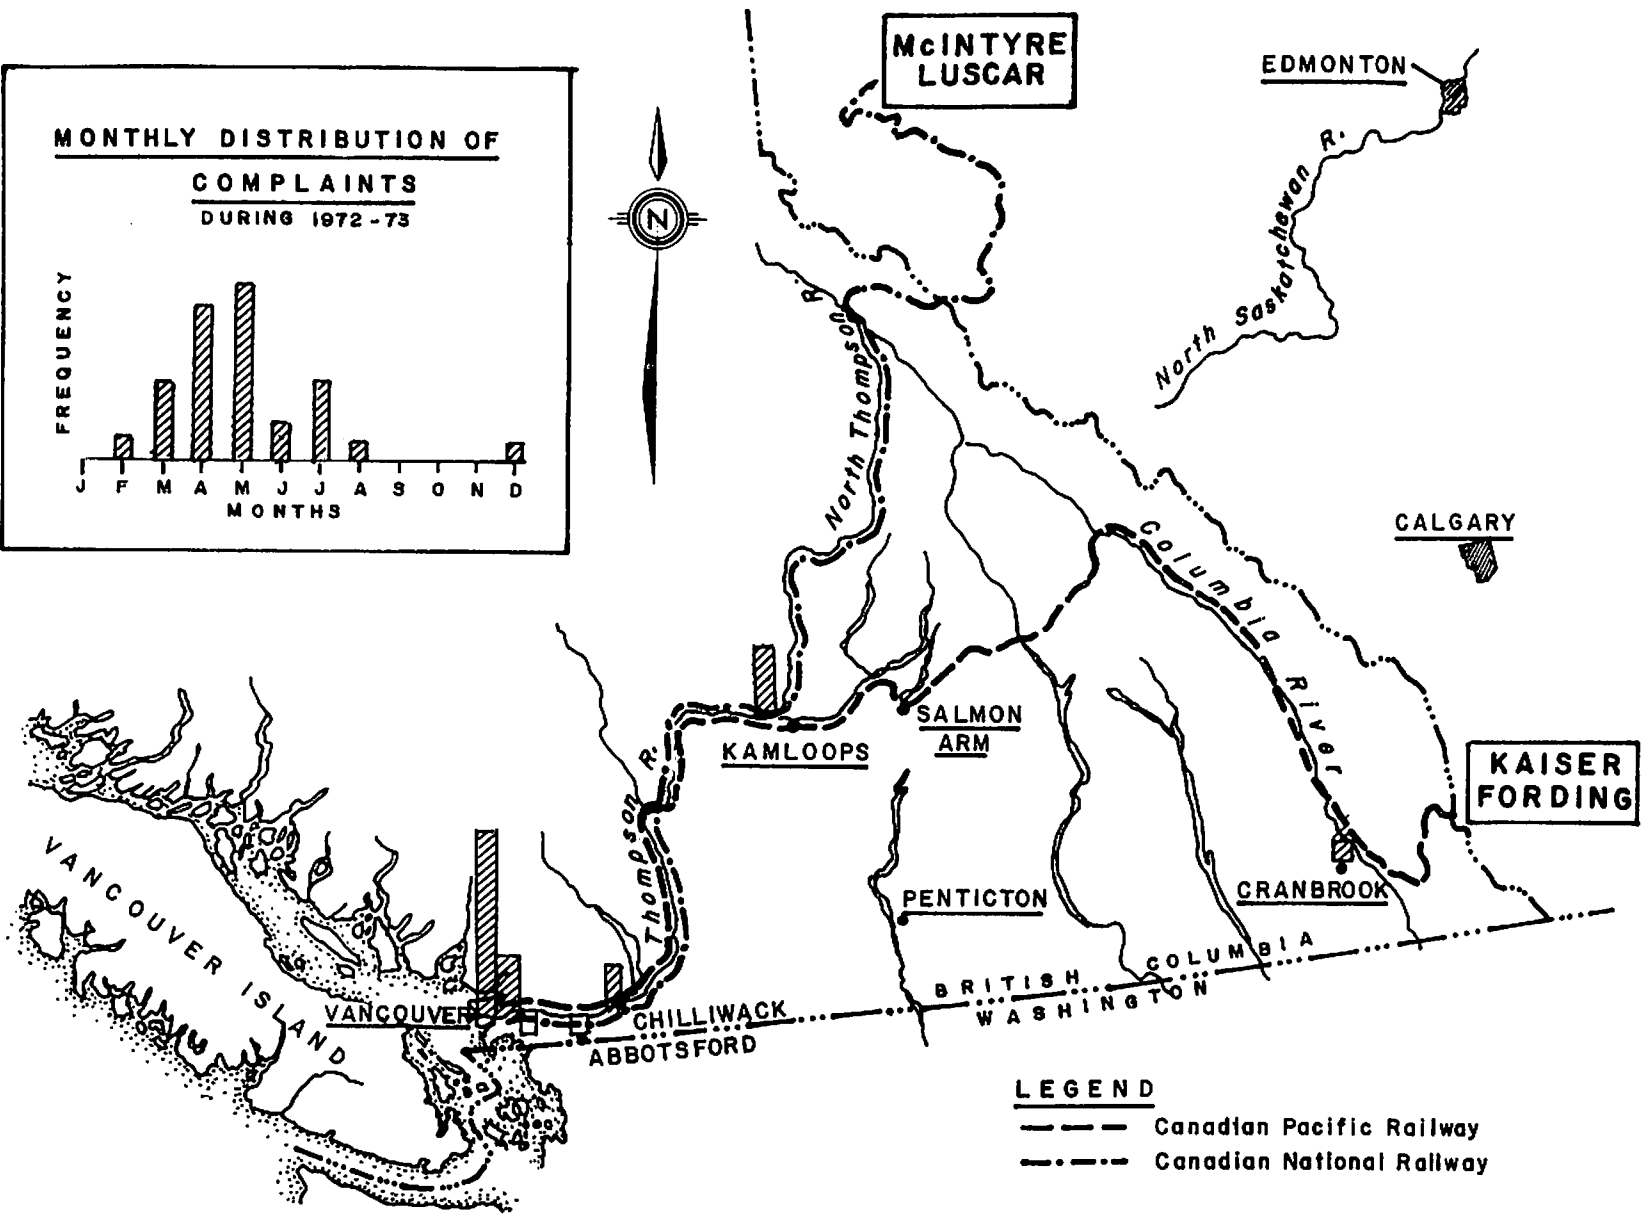 McINTYRE
LUSCAR
EDMONTON
MONTHLY DISTRIBUTION OF
COMPLAINTS
DURING 1972-73
FREQUENCY
J F M A M J J A S O N D
MONTHS
N
North Saskatchewan R.
North Thompson R.
CALGARY
Columbia River
SALMON
ARM
KAMLOOPS
KAISER
FORDING
Thompson R.
VANCOUVER ISLAND
CRANBROOK
PENTICTON
BRITISH COLUMBIA
WASHINGTON
VANCOUVER
CHILLIWACK
ABBOTSFORD
LEGEND
Canadian Pacific Railway
Canadian National Railway